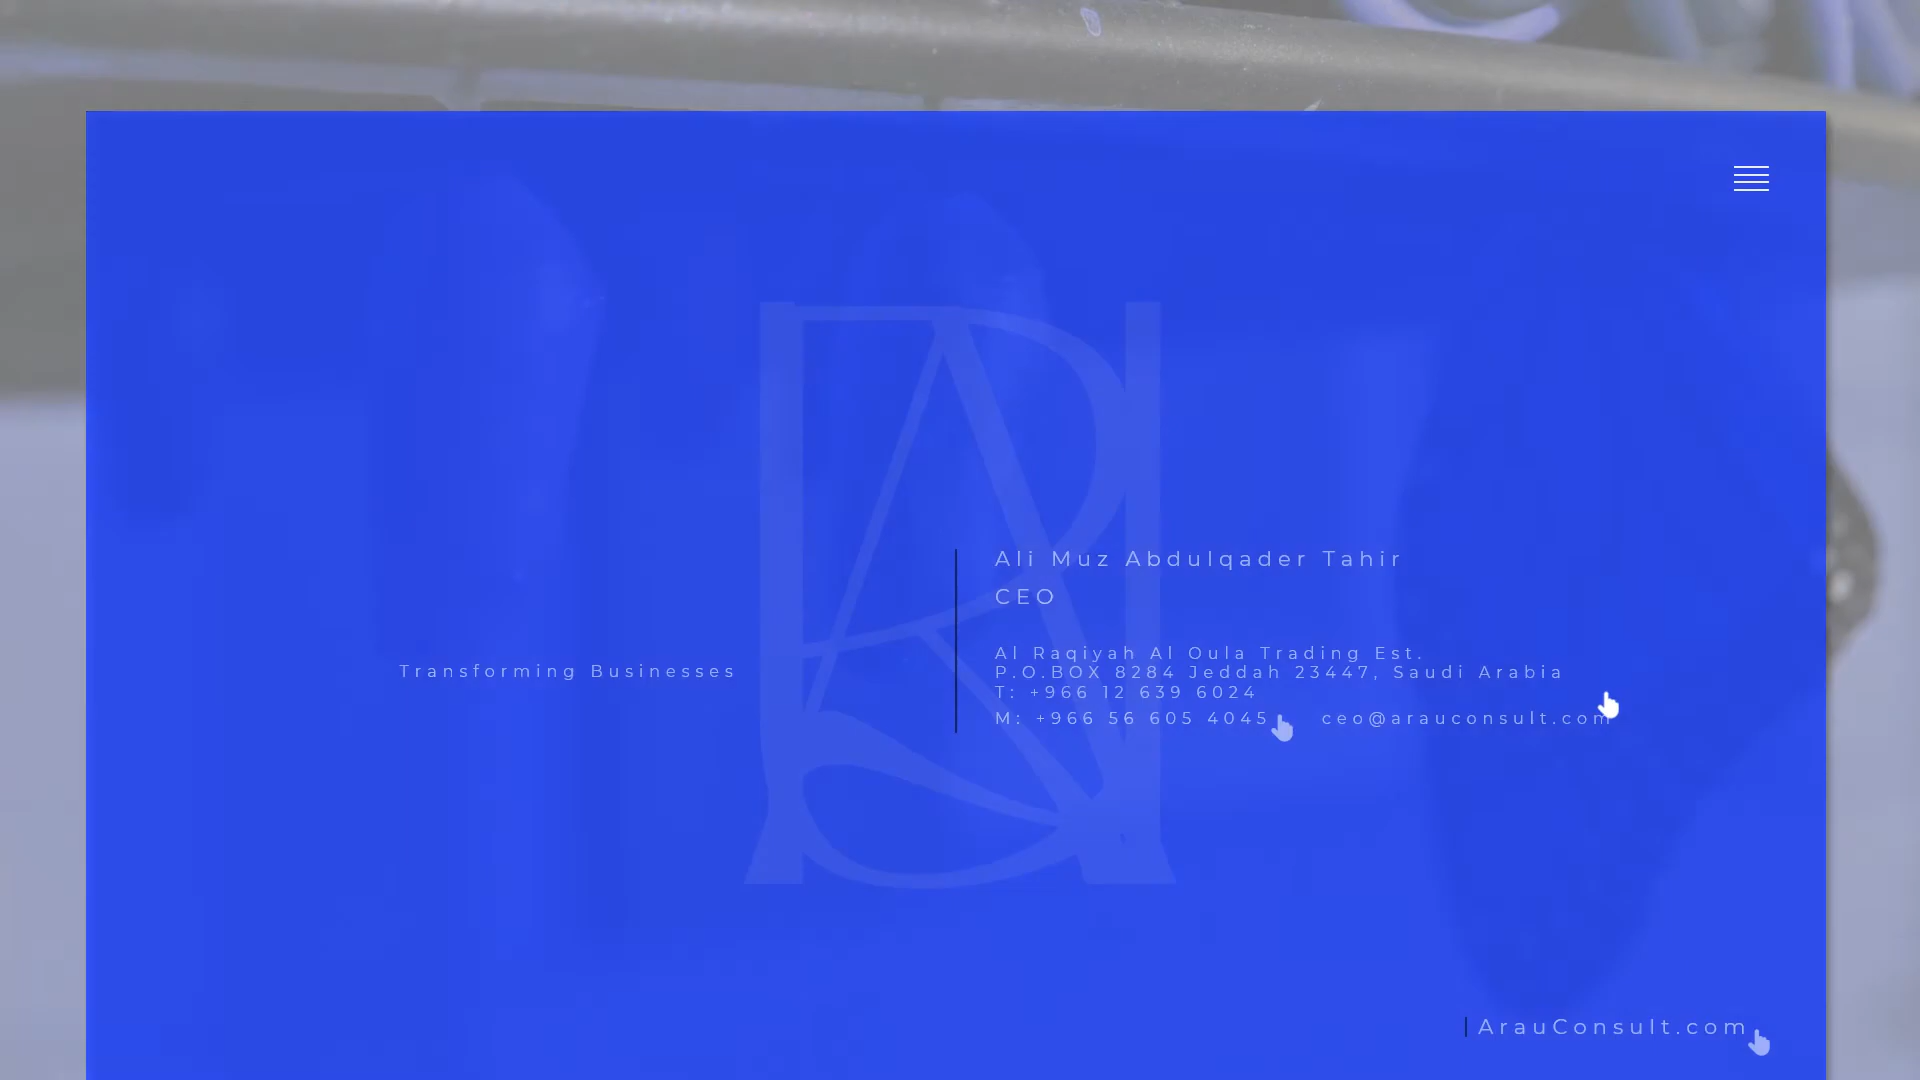 Transforming Businesses
Ali Muz Abdulqader Tahir
CEO
Al Raqiyah Al Oula Trading Est.
P.O.BOX 8284 Jeddah 23447, Saudi Arabia
T: +966 12 639 6024
M: +966 56 605 4045 ceo@arauconsult.com
ArauConsult.com